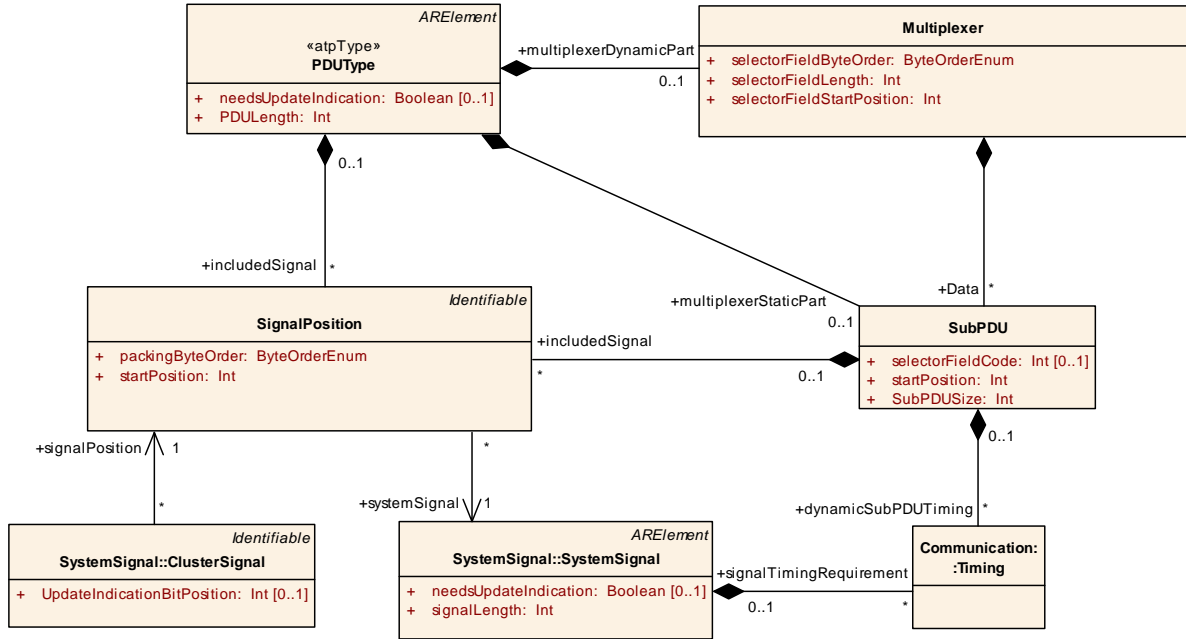 ARElement
«atpType»
PDUType
+ needsUpdateIndication: Boolean [0..1]
+ PDULength: Int
+multiplexerDynamicPart
0..1
Multiplexer
+ selectorFieldByteOrder: ByteOrderEnum
+ selectorFieldLength: Int
+ selectorFieldStartPosition: Int
0..1
+includedSignal *
+Data *
+multiplexerStaticPart
0..1
Identifiable
SignalPosition
+ packingByteOrder: ByteOrderEnum
+ startPosition: Int
+includedSignal
*
0..1
SubPDU
+ selectorFieldCode: Int [0..1]
+ startPosition: Int
+ SubPDUSize: Int
0..1
+signalPosition 1
*
*
+systemSignal 1
+dynamicSubPDUTiming *
Identifiable
SystemSignal::ClusterSignal
+ UpdateIndicationBitPosition: Int [0..1]
ARElement
SystemSignal::SystemSignal
+ needsUpdateIndication: Boolean [0..1]
+ signalLength: Int
+signalTimingRequirement
0..1
*
Communication:
:Timing